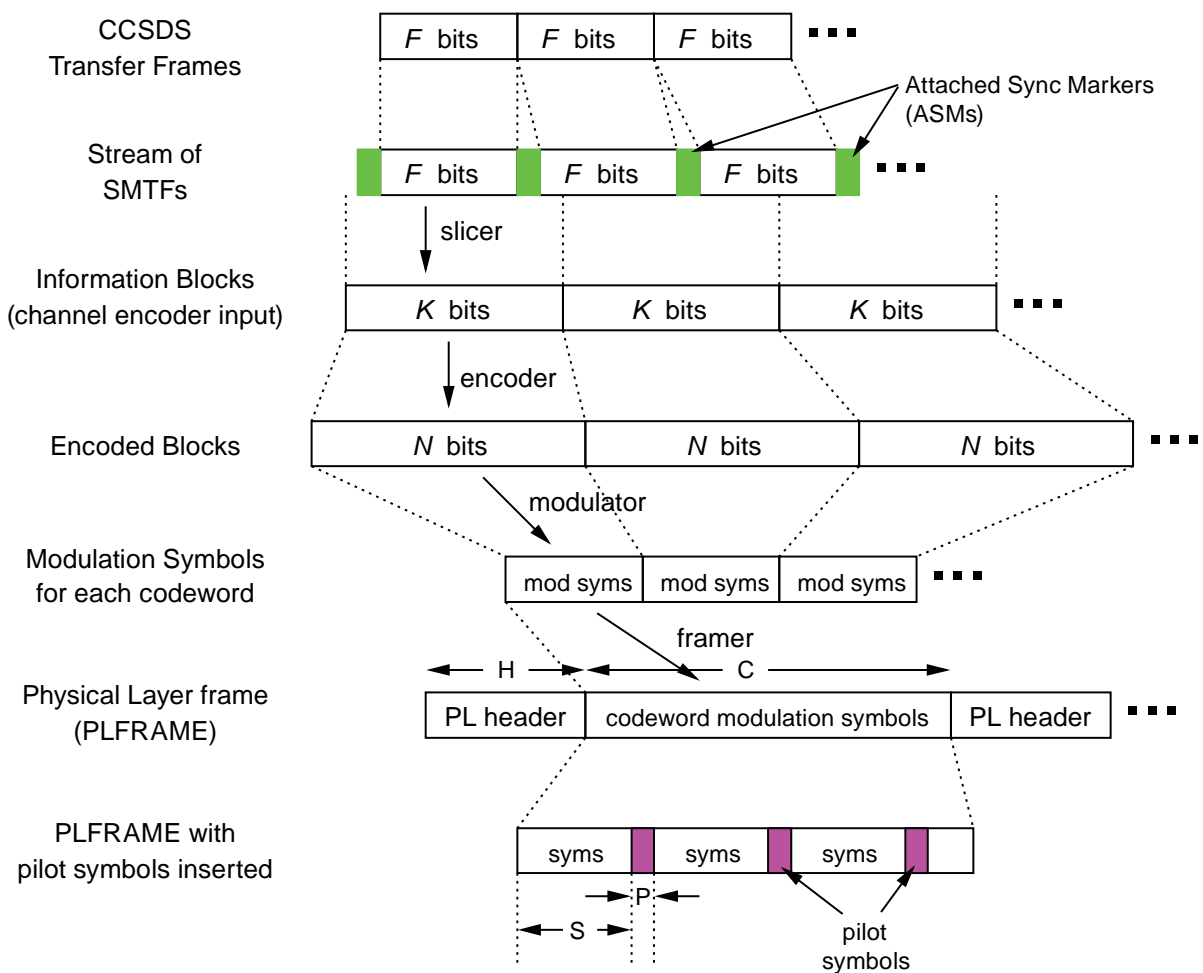 CCSDS
Transfer Frames
F bits
F bits
F bits
Attached Sync Markers
(ASMs)
Stream of
SMTFs
F bits
F bits
F bits
slicer
Information Blocks
(channel encoder input)
K bits
K bits
K bits
encoder
Encoded Blocks
N bits
N bits
N bits
modulator
Modulation Symbols
for each codeword
mod syms
mod syms
mod syms
framer
H
C
Physical Layer frame
(PLFRAME)
PL header
codeword modulation symbols
PL header
PLFRAME with
pilot symbols inserted
syms
syms
syms
P
S
pilot
symbols